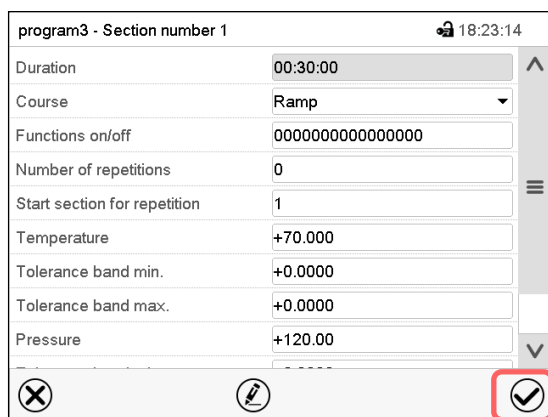 program3 - Section number 1 18:23:14
Duration 00:30:00
Course Ramp
Functions on/off 0000000000000000
Number of repetitions 0
Start section for repetition 1
Temperature +70.000
Tolerance band min. +0.0000
Tolerance band max. +0.0000
Pressure +120.00